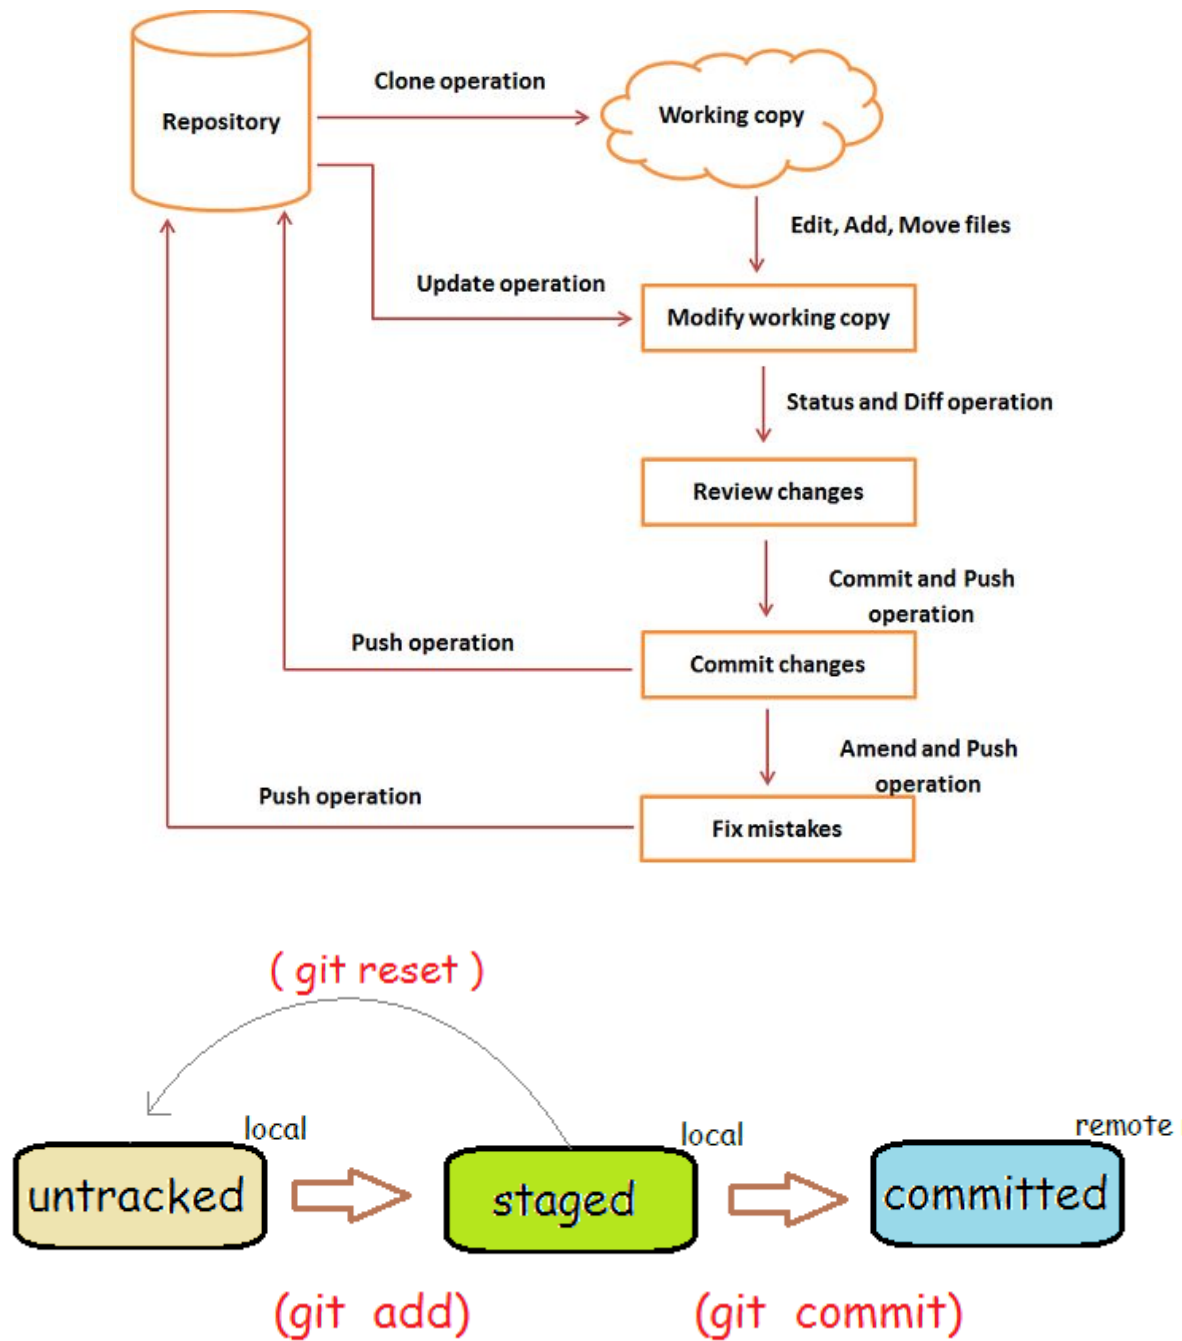 Clone operation
Repository
Working copy
Edit, Add, Move files
Update operation
Modify working copy
Status and Diff operation
Review changes
Commit and Push
operation
Push operation
Commit changes
Amend and Push
operation
Push operation
Fix mistakes
( git reset )
local
local
remote
untracked
staged
committed
(git add)
(git commit)